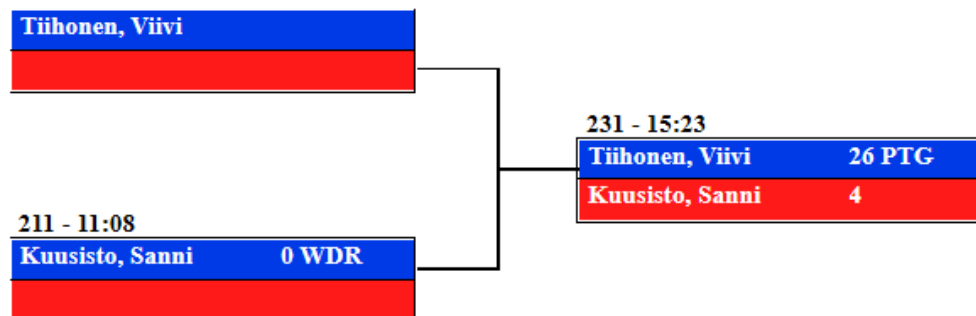 Tiihonen, Viivi
231 - 15:23
Tiihonen, Viivi 26 PTG
Kuusisto, Sanni 4
211 - 11:08
Kuusisto, Sanni 0 WDR